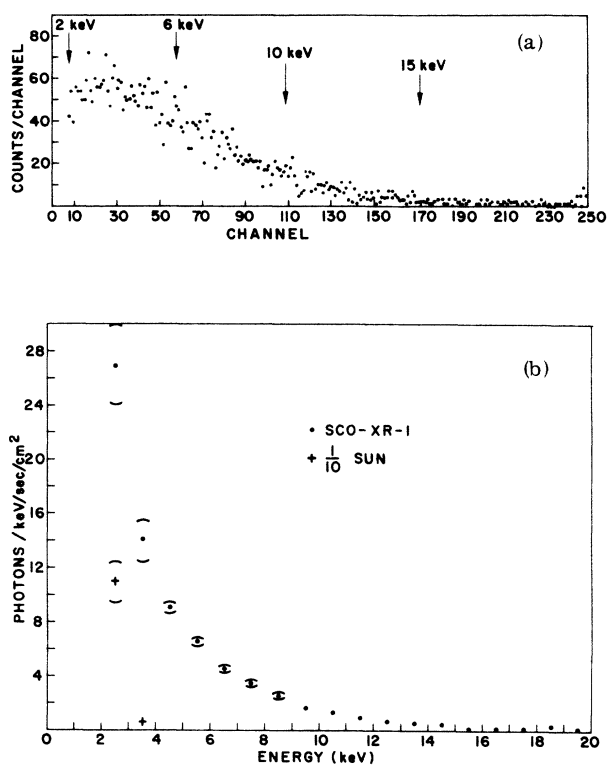 (a)
2 keV 6 keV 10 keV 15 keV
COUNTS/CHANNEL
80
60
40
20
0 10 30 50 70 90 110 130 150 170 190 210 230 250
CHANNEL
(b)
PHOTONS/keV/sec/cm²
28
24
20
16
12
8
4
• SCO-XR-1
+ 1/10 SUN
0 2 4 6 8 10 12 14 16 18 20
ENERGY (keV)